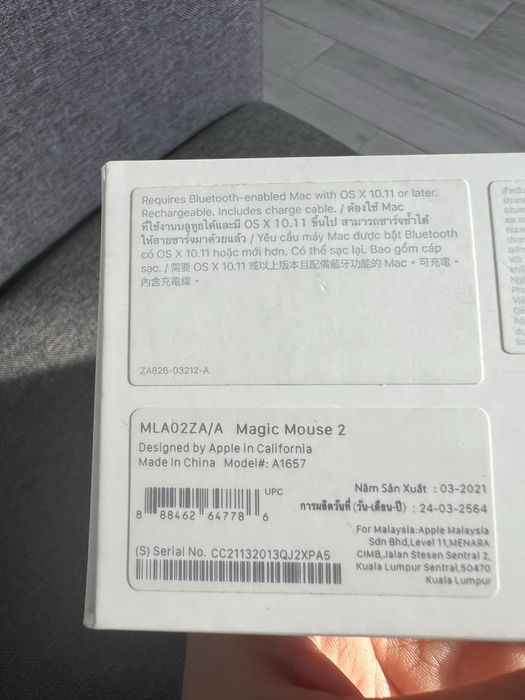 Requires Bluetooth-enabled Mac with OS X 10.11 or later.
Rechargeable. Includes charge cable. / ต้องใช้ Mac
ที่ใช้งานบลูทูธได้และมี OS X 10.11 ขึ้นไป สามารถชาร์จซ้ำได้
ให้สายชาร์จมาด้วยแล้ว / Yêu cầu máy Mac được bật Bluetooth
có OS X 10.11 hoặc mới hơn. Có thể sạc lại. Bao gồm cáp
sạc. / 需要 OS X 10.11 或以上版本且配備藍牙功能的 Mac。可充電。
內含充電線。
ZA826-03212-A
MLA02ZA/A Magic Mouse 2
Designed by Apple in California
Made in China Model#: A1657
UPC
8 88462 64778 6
(S) Serial No. CC21132013QJ2XPA5
Năm Sản Xuất : 03-2021
การผลิตวันที่ (วัน-เดือน-ปี) : 24-03-2564
For Malaysia:Apple Malaysia
Sdn Bhd,Level 11,MENARA
CIMB,Jalan Stesen Sentral 2,
Kuala Lumpur Sentral,50470
Kuala Lumpur